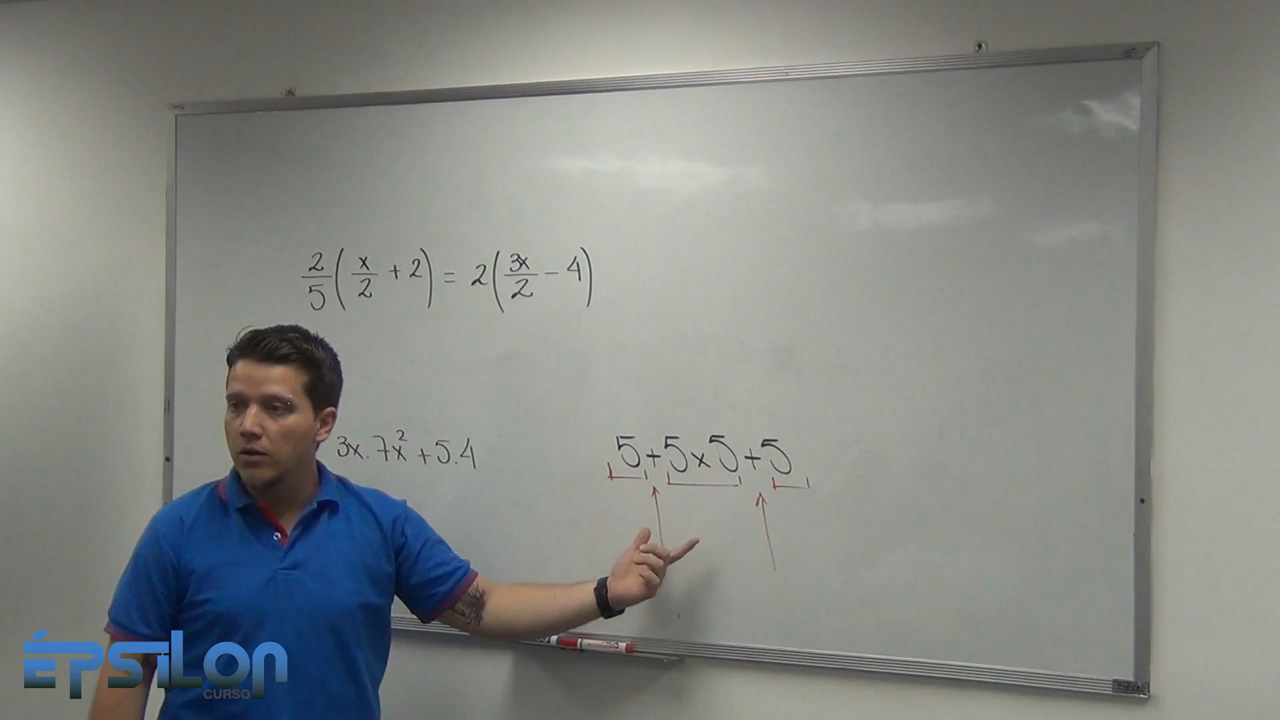 2/5 ( x/2 + 2 ) = 2 ( 3x/2 - 4 )
3x . 7x² + 5 . 4
5 + 5 x 5 + 5
ÉPSILON
CURSO